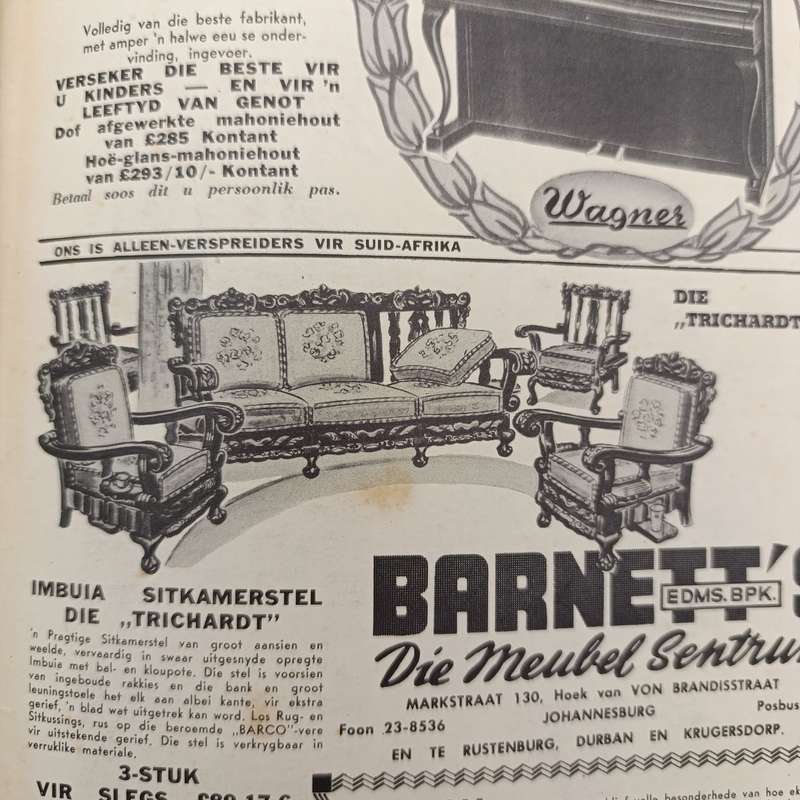 Volledig van die beste fabrikant,
met amper 'n halwe eeu se onder-
vinding, ingevoer.
VERSEKER DIE BESTE VIR
U KINDERS — EN VIR 'n
LEEFTYD VAN GENOT
Dof afgewerkte mahoniehout
van £285 Kontant
Hoë-glans-mahoniehout
van £293/10/- Kontant
Betaal soos dit u persoonlik pas.
Wagner
ONS IS ALLEEN-VERSPREIDERS VIR SUID-AFRIKA
DIE
„TRICHARDT
IMBUIA SITKAMERSTEL
DIE „TRICHARDT”
'n Pragtige Sitkamerstel van groot aansien en
weelde, vervaardig in swaar uitgesnyde opregte
Imbuie met bal- en kloupote. Die stel is voorsien
van ingeboude rakkies en die bank en groot
leuningstoele het elk aan albei kante, vir ekstra
gerief, 'n blad wat uitgetrek kan word. Los Rug- en
Sitkussings, rus op die beroemde „BARCO”-vere
vir uitstekende gerief. Die stel is verkrygbaar in
verruklike materiale.
3-STUK
VIR SLEGS
BARNETT'S
EDMS. BPK.
Die Meubel Sentru
MARKSTRAAT 130, Hoek van VON BRANDISSTRAAT
Foon 23-8536 JOHANNESBURG Posbus
EN TE RUSTENBURG, DURBAN EN KRUGERSDORP.
besonderhede van hoe